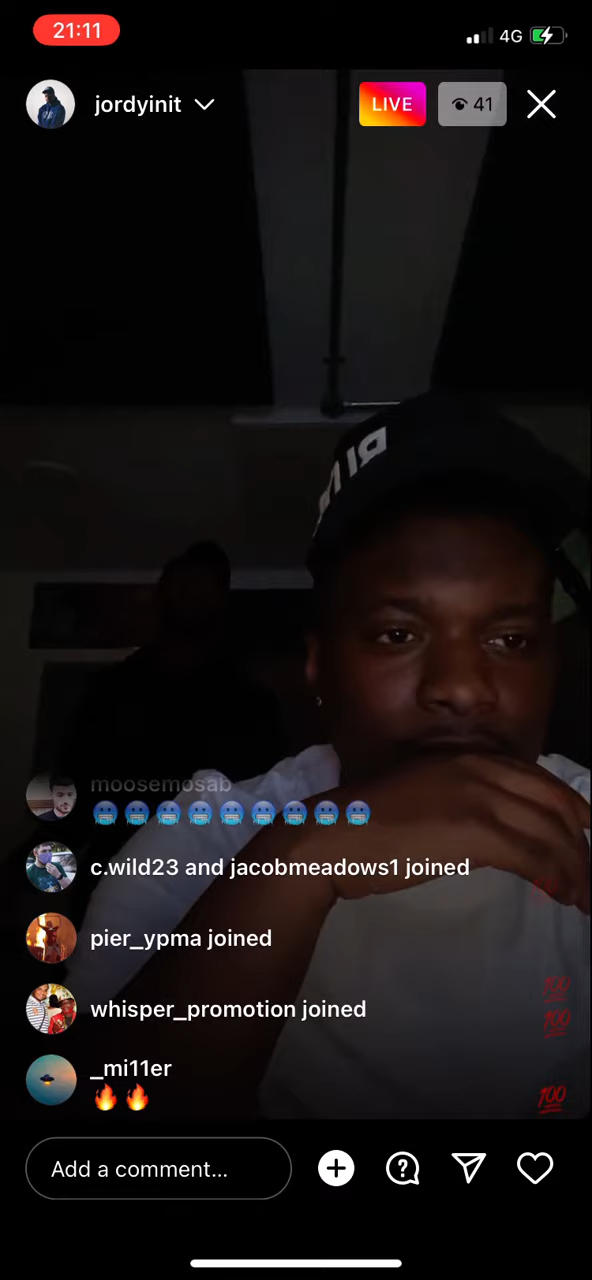 21:11
4G
jordyinit
LIVE
41
moosemosab
🥶🥶🥶🥶🥶🥶🥶🥶🥶
c.wild23 and jacobmeadows1 joined
pier_ypma joined
whisper_promotion joined
_mi11er
🔥🔥
💯
💯
💯
Add a comment...